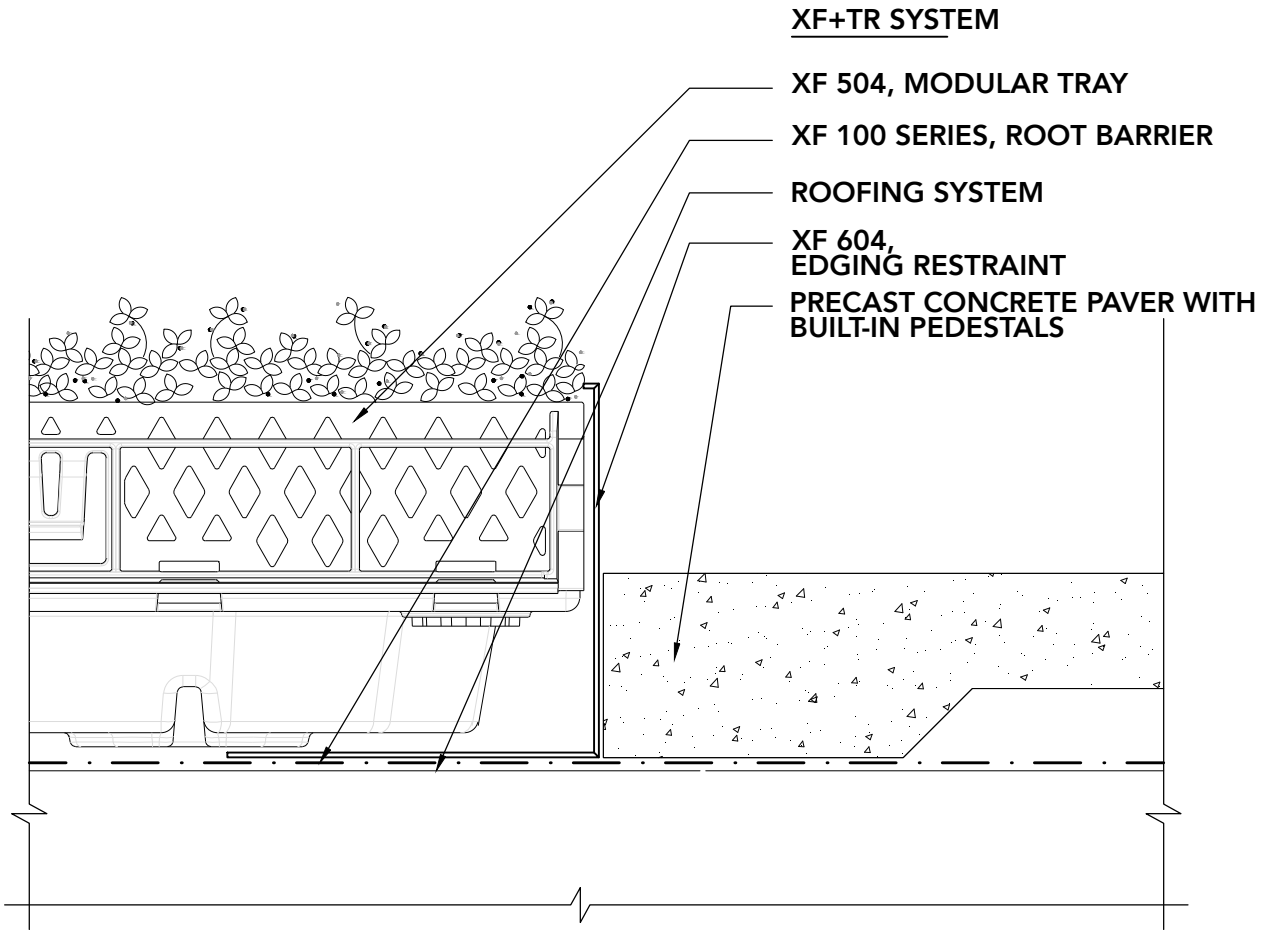 XF+TR SYSTEM
XF 504, MODULAR TRAY
XF 100 SERIES, ROOT BARRIER
ROOFING SYSTEM
XF 604,
EDGING RESTRAINT
PRECAST CONCRETE PAVER WITH
BUILT-IN PEDESTALS